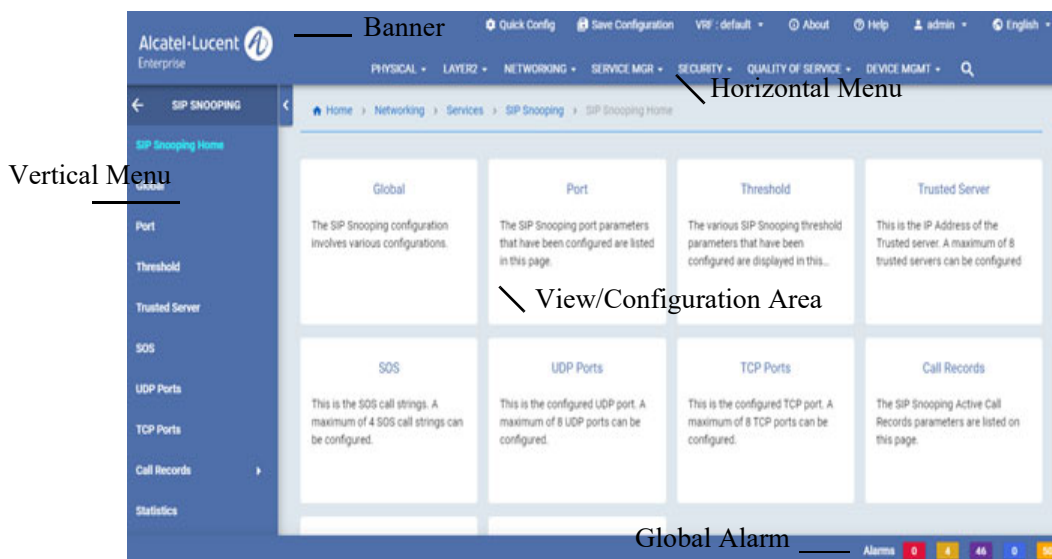 Banner
Quick Config Save Configuration VRF : default About Help admin English
Alcatel·Lucent
Enterprise
PHYSICAL LAYER2 NETWORKING SERVICE MGR SECURITY QUALITY OF SERVICE DEVICE MGMT
Horizontal Menu
SIP SNOOPING
Home > Networking > Services > SIP Snooping > SIP Snooping Home
SIP Snooping Home
Vertical Menu
Global
Port
Threshold
Trusted Server
SOS
UDP Ports
TCP Ports
Call Records
Statistics
Global
The SIP Snooping configuration
involves various configurations.
Port
The SIP Snooping port parameters
that have been configured are listed
in this page.
Threshold
The various SIP Snooping threshold
parameters that have been
configured are displayed in this...
Trusted Server
This is the IP Address of the
Trusted server. A maximum of 8
trusted servers can be configured
View/Configuration Area
SOS
This is the SOS call strings. A
maximum of 4 SOS call strings can
be configured.
UDP Ports
This is the configured UDP port. A
maximum of 8 UDP ports can be
configured.
TCP Ports
This is the configured TCP port. A
maximum of 8 TCP ports can be
configured.
Call Records
The SIP Snooping Active Call
Records parameters are listed on
this page.
Global Alarm
Alarms 0 4 46 0